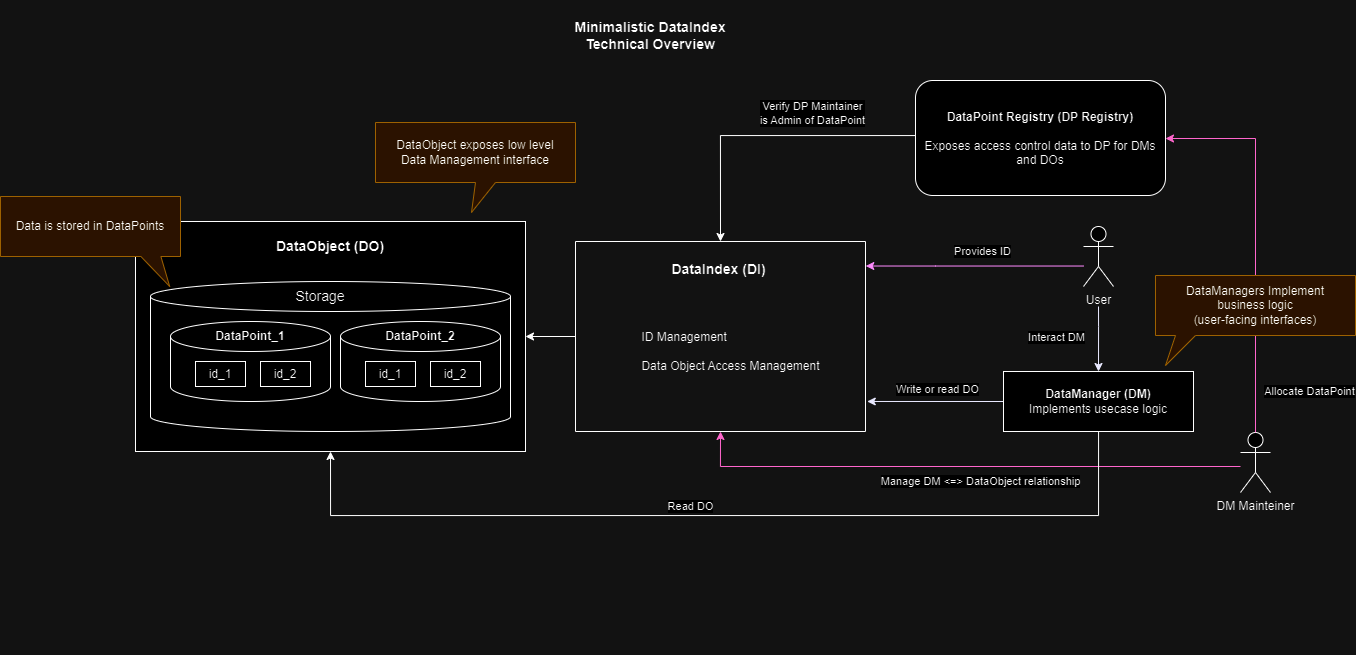 Minimalistic DataIndex
Technical Overview
Verify DP Maintainer
is Admin of DataPoint
DataPoint Registry (DP Registry)
Exposes access control data to DP for DMs
and DOs
DataObject exposes low level
Data Management interface
Data is stored in DataPoints
DataObject (DO)
Storage
DataPoint_1
id_1
id_2
DataPoint_2
id_1
id_2
DataIndex (DI)
ID Management
Data Object Access Management
Provides ID
User
DataManagers Implement
business logic
(user-facing interfaces)
Interact DM
Write or read DO
DataManager (DM)
Implements usecase logic
Allocate DataPoint
Manage DM <=> DataObject relationship
DM Mainteiner
Read DO